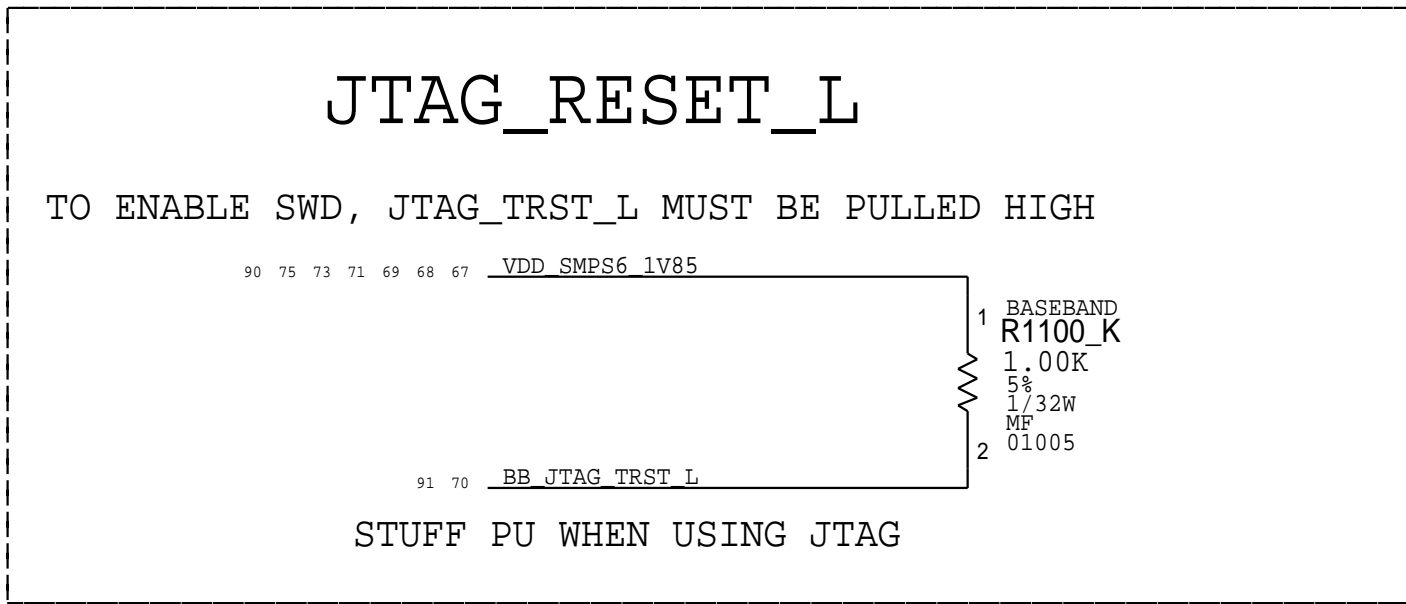 JTAG_RESET_L
TO ENABLE SWD, JTAG_TRST_L MUST BE PULLED HIGH
90 75 73 71 69 68 67 VDD_SMPS6_1V85
1 BASEBAND
R1100_K
1.00K
5%
1/32W
MF
01005
2
91 70 BB_JTAG_TRST_L
STUFF PU WHEN USING JTAG